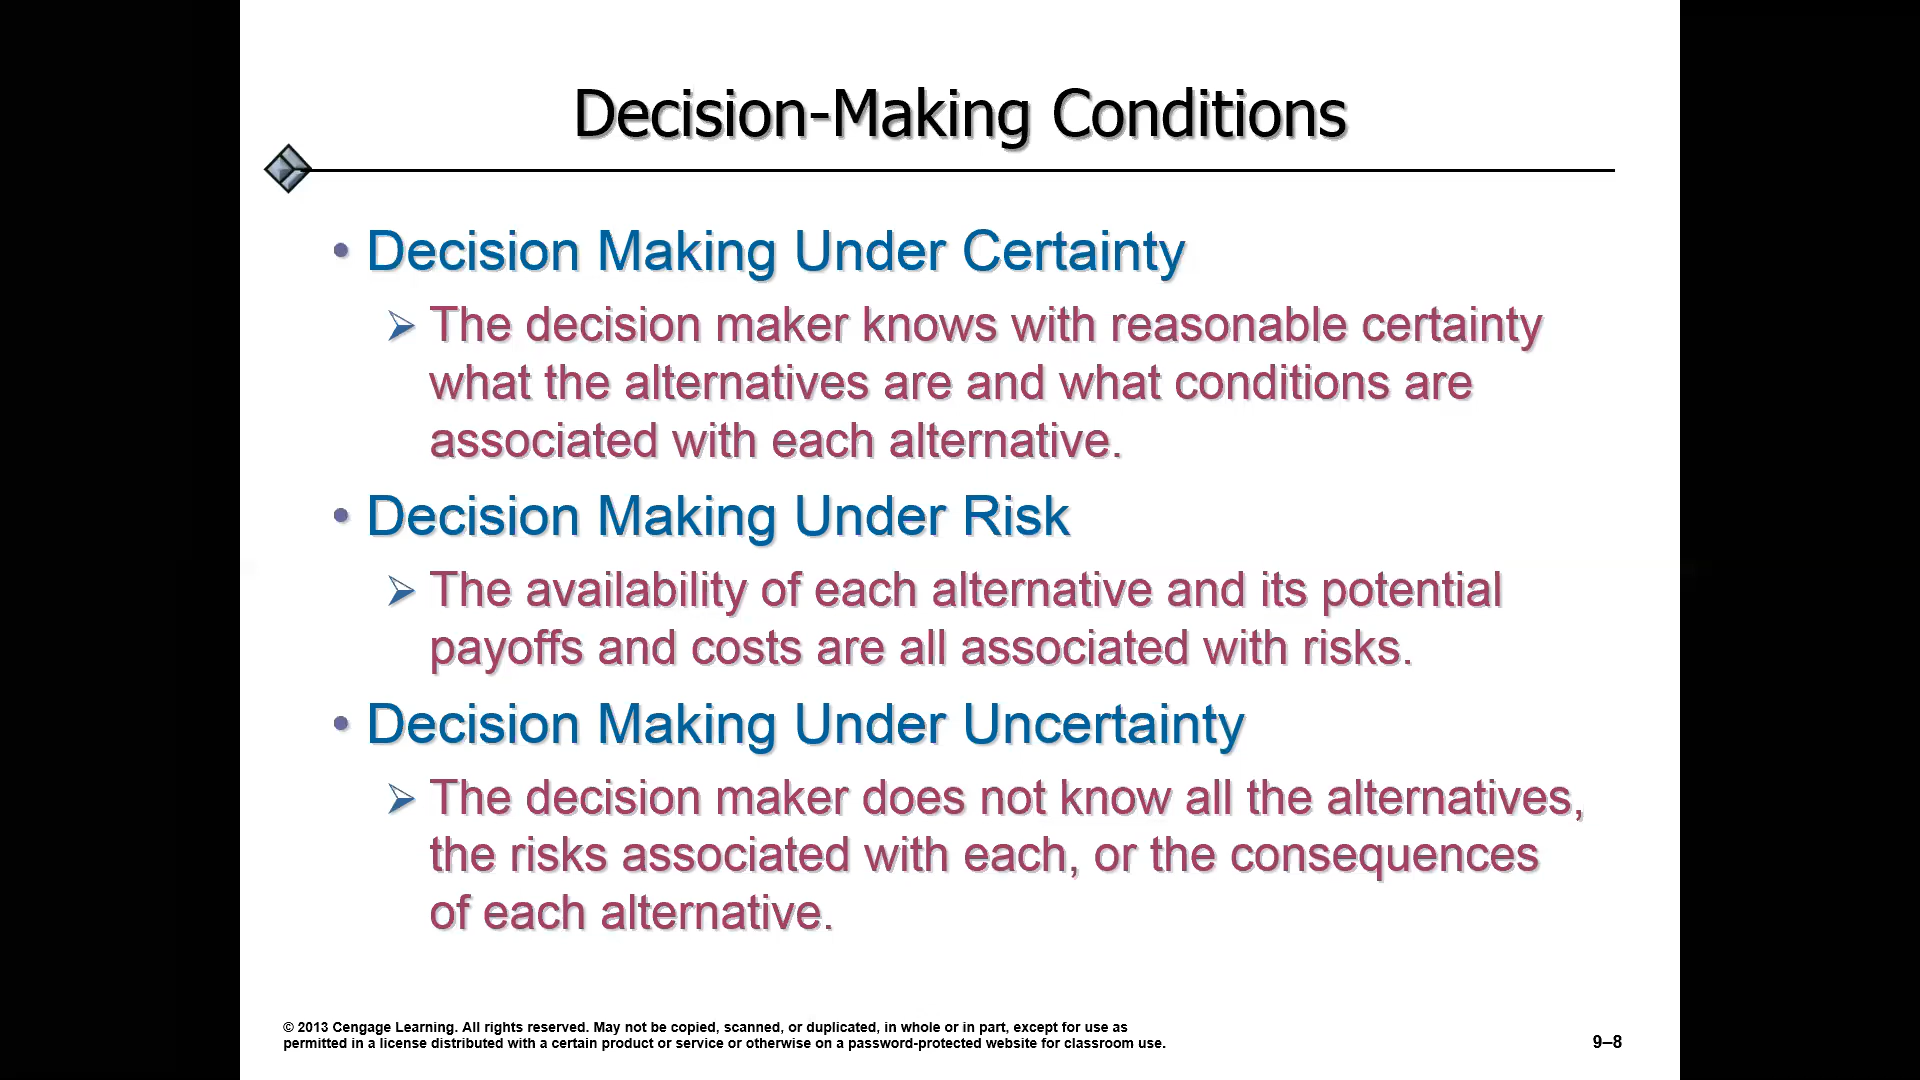 Decision-Making Conditions
• Decision Making Under Certainty
➢ The decision maker knows with reasonable certainty
what the alternatives are and what conditions are
associated with each alternative.
• Decision Making Under Risk
➢ The availability of each alternative and its potential
payoffs and costs are all associated with risks.
• Decision Making Under Uncertainty
➢ The decision maker does not know all the alternatives,
the risks associated with each, or the consequences
of each alternative.
© 2013 Cengage Learning. All rights reserved. May not be copied, scanned, or duplicated, in whole or in part, except for use as
permitted in a license distributed with a certain product or service or otherwise on a password-protected website for classroom use.
9–8